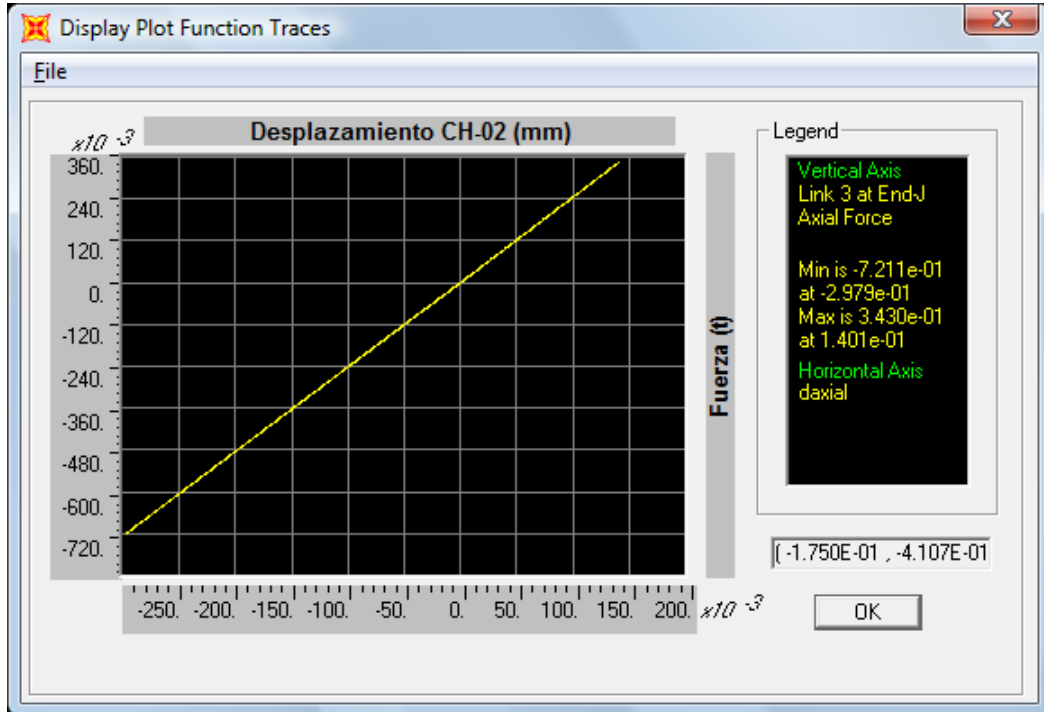 Display Plot Function Traces
File
x10 -3
Desplazamiento CH-02 (mm)
360.
240.
120.
0.
-120.
-240.
-360.
-480.
-600.
-720.
-250. -200. -150. -100. -50. 0. 50. 100. 150. 200. x10 -3
Fuerza (t)
Legend
Vertical Axis
Link 3 at End-J
Axial Force
Min is -7.211e-01
at -2.979e-01
Max is 3.430e-01
at 1.401e-01
Horizontal Axis
daxial
( -1.750E-01 , -4.107E-01
OK